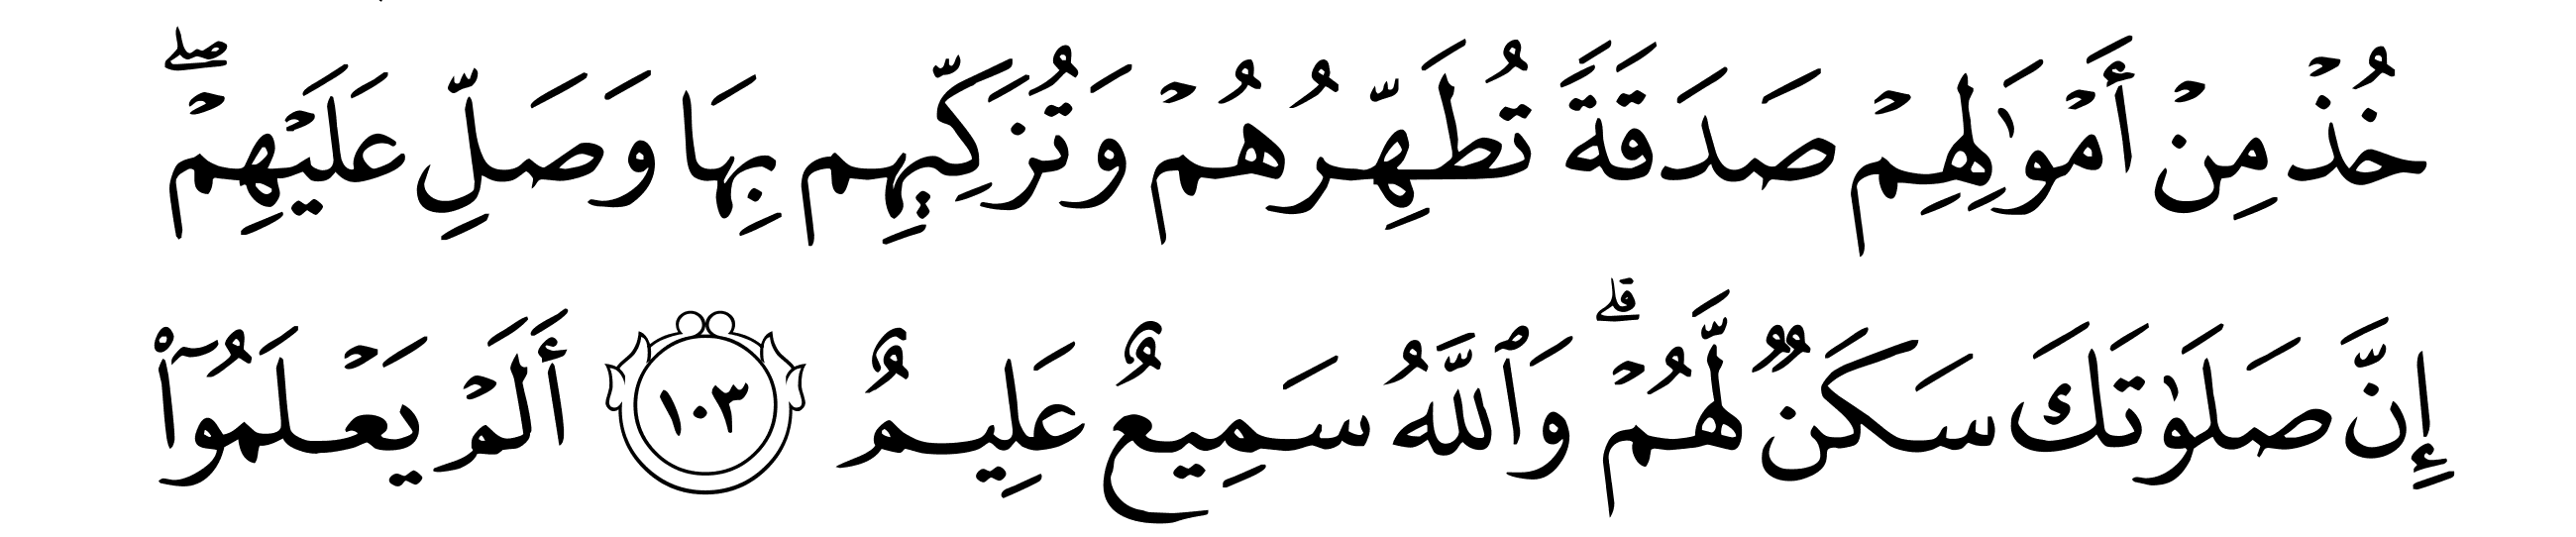 خُذۡ مِنۡ أَمۡوَٰلِهِمۡ صَدَقَةٗ تُطَهِّرُهُمۡ وَتُزَكِّيهِم بِهَا وَصَلِّ عَلَيۡهِمۡۖ
إِنَّ صَلَوٰتَكَ سَكَنٞ لَّهُمۡۗ وَٱللَّهُ سَمِيعٌ عَلِيمٌ ١٠٣ أَلَمۡ يَعۡلَمُوٓاْ